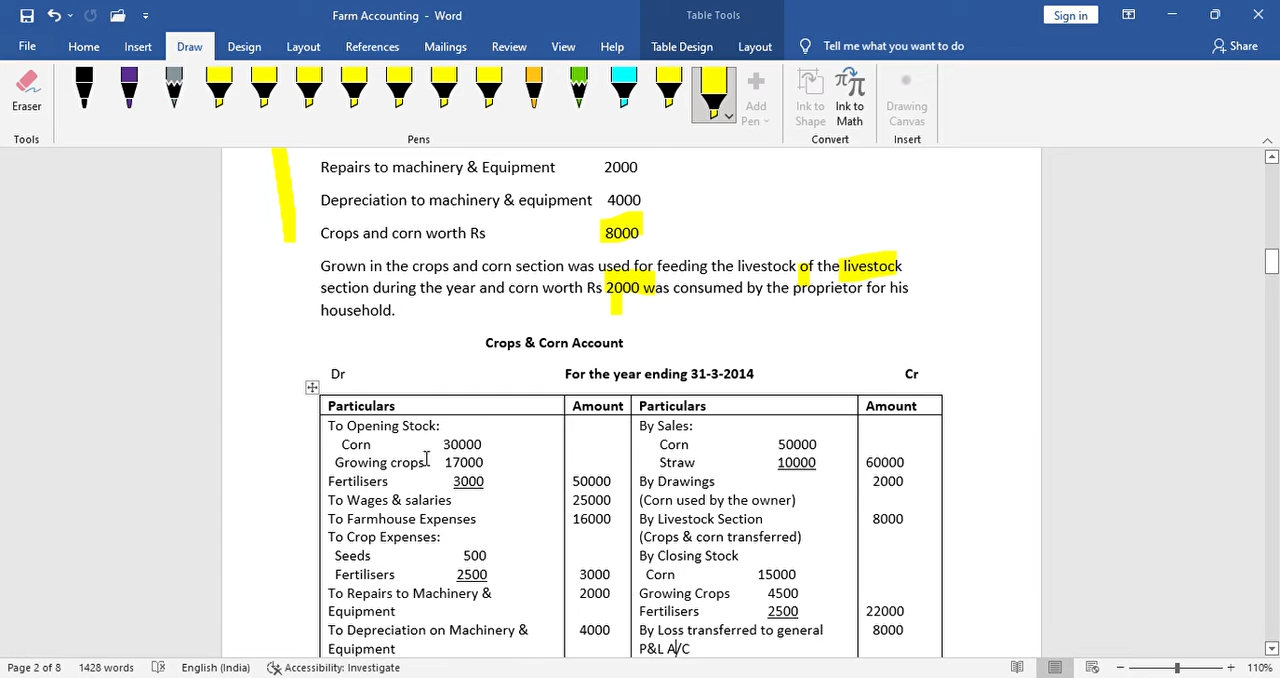 Farm Accounting - Word
Table Tools
Sign in
File Home Insert Draw Design Layout References Mailings Review View Help Table Design Layout Tell me what you want to do Share
Eraser
Add
Pen
Ink to
Shape
Ink to
Math
Drawing
Canvas
Tools
Pens
Convert
Insert
Repairs to machinery & Equipment 2000
Depreciation to machinery & equipment 4000
Crops and corn worth Rs 8000
Grown in the crops and corn section was used for feeding the livestock of the livestock
section during the year and corn worth Rs 2000 was consumed by the proprietor for his
household.
Crops & Corn Account
Dr For the year ending 31-3-2014 Cr
Particulars Amount Particulars Amount
To Opening Stock: By Sales:
Corn 30000 Corn 50000
Growing crops 17000 Straw 10000 60000
Fertilisers 3000 50000 By Drawings 2000
To Wages & salaries 25000 (Corn used by the owner)
To Farmhouse Expenses 16000 By Livestock Section 8000
To Crop Expenses: (Crops & corn transferred)
Seeds 500 By Closing Stock
Fertilisers 2500 3000 Corn 15000
To Repairs to Machinery & 2000 Growing Crops 4500
Equipment Fertilisers 2500 22000
To Depreciation on Machinery & 4000 By Loss transferred to general 8000
Equipment P&L A/C
Page 2 of 8 1428 words English (India) Accessibility: Investigate 110%